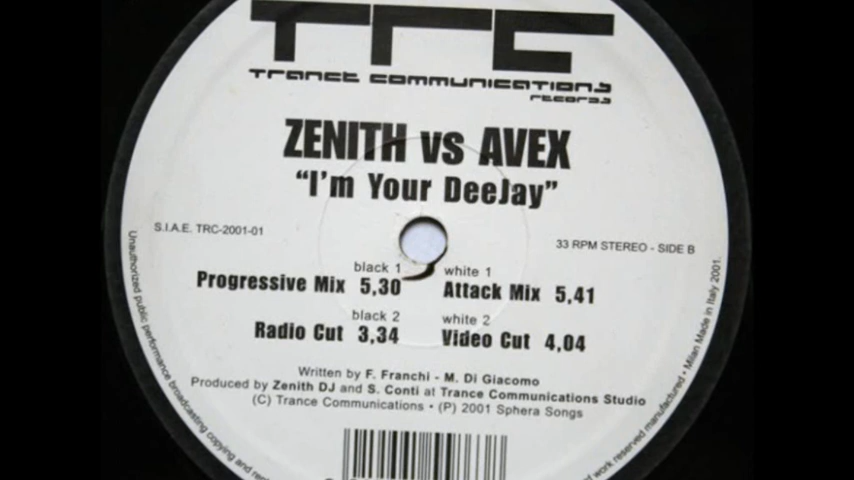 TRC
Trance Communications
records
ZENITH vs AVEX
"I'm Your DeeJay"
S.I.A.E. TRC-2001-01
33 RPM STEREO - SIDE B
black 1
Progressive Mix 5,30
white 1
Attack Mix 5,41
black 2
Radio Cut 3,34
white 2
Video Cut 4,04
Written by F. Franchi - M. Di Giacomo
Produced by Zenith DJ and S. Conti at Trance Communications Studio
(C) Trance Communications • (P) 2001 Sphera Songs
Unauthorized public performance broadcasting copying and
work reserved manufactured • Milan Made in Italy 2001.